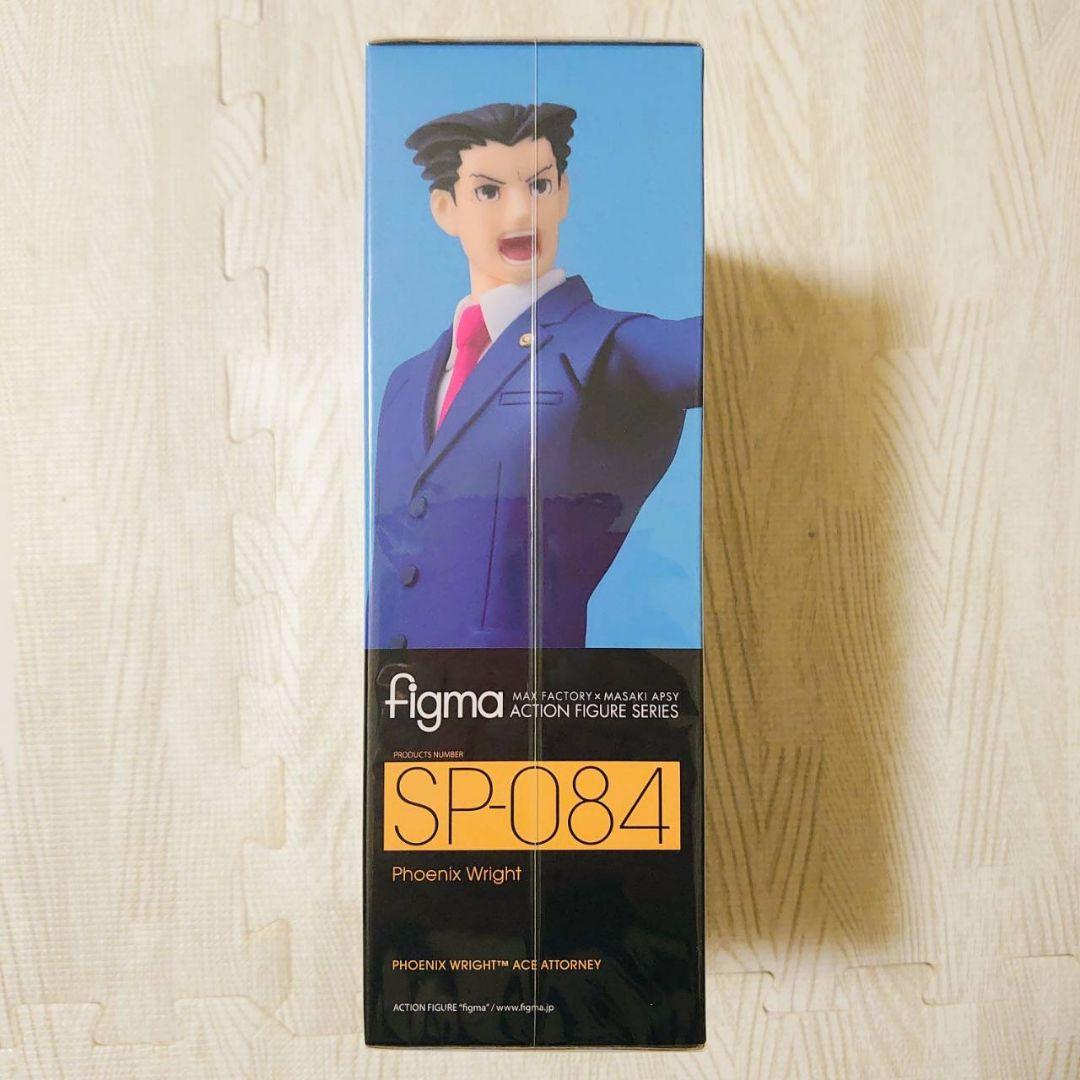 figma MAX FACTORY × MASAKI APSY
ACTION FIGURE SERIES
PRODUCTS NUMBER
SP-084
Phoenix Wright
PHOENIX WRIGHT™ ACE ATTORNEY
ACTION FIGURE "figma" / www.figma.jp